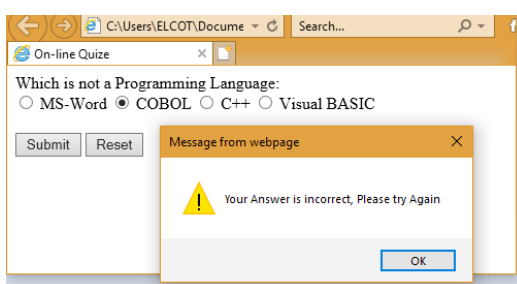 C:\Users\ELCOT\Docume
Search...
On-line Quize
Which is not a Programming Language:
MS-Word COBOL C++ Visual BASIC
Submit Reset
Message from webpage
Your Answer is incorrect, Please try Again
OK